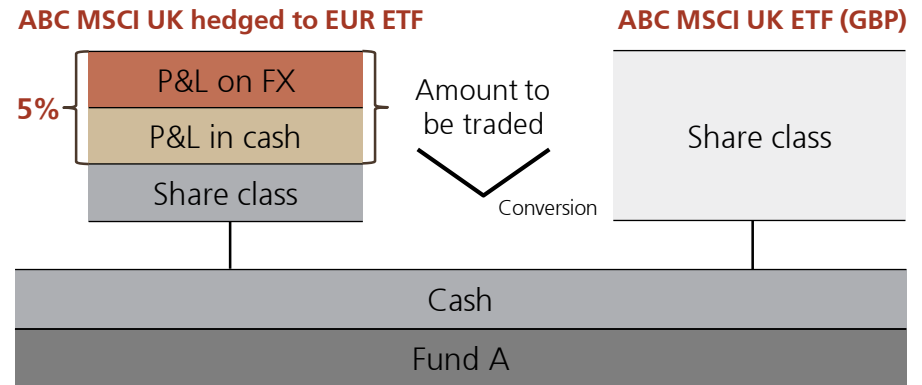 ABC MSCI UK hedged to EUR ETF
ABC MSCI UK ETF (GBP)
P&L on FX
5%
P&L in cash
Share class
Amount to
be traded
Conversion
Share class
Cash
Fund A